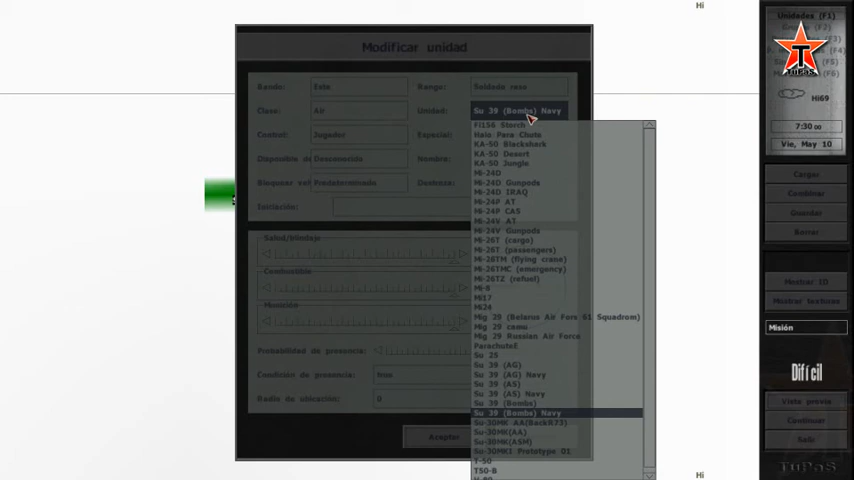 Hi
Modificar unidad
Bando: Este Rango: Soldado raso
Clase: Air Unidad: Su 39 (Bombs) Navy
Control: Jugador Especial:
Disponible de Desconocido Nombre:
Bloquear vel Predeterminado Destreza:
Iniciación:
Salud/blindaje
Combustible
Munición
Probabilidad de presencia:
Condición de presencia: true
Radio de ubicación: 0
Aceptar
Fi156 Storch
Halo Para Chute
KA-50 Blackshark
KA-50 Desert
KA-50 Jungle
Mi-24D
Mi-24D Gunpods
Mi-24D IRAQ
Mi-24P AT
Mi-24P CAS
Mi-24V AT
Mi-24V Gunpods
Mi-26T (cargo)
Mi-26T (passengers)
Mi-26TM (flying crane)
Mi-26TMC (emergency)
Mi-26TZ (refuel)
Mi-8
Mi17
Mi24
Mig 29 (Belarus Air Fors 61 Squadrom)
Mig 29 camu
Mig 29 Russian Air Force
ParachuteE
Su 25
Su 39 (AG)
Su 39 (AG) Navy
Su 39 (AS)
Su 39 (AS) Navy
Su 39 (Bombs)
Su 39 (Bombs) Navy
Su-30MK AA(BackR73)
Su-30MK(AA)
Su-30MK(ASM)
Su-30MKI Prototype 01
T-50
T50-B
Unidades (F1)
T
TuPoS
Hi69
7:30:00
Vie, May 10
Cargar
Combinar
Guardar
Borrar
Mostrar ID
Mostrar texturas
Misión
Difícil
Vista previa
Continuar
Salir
TuPoS
Hi